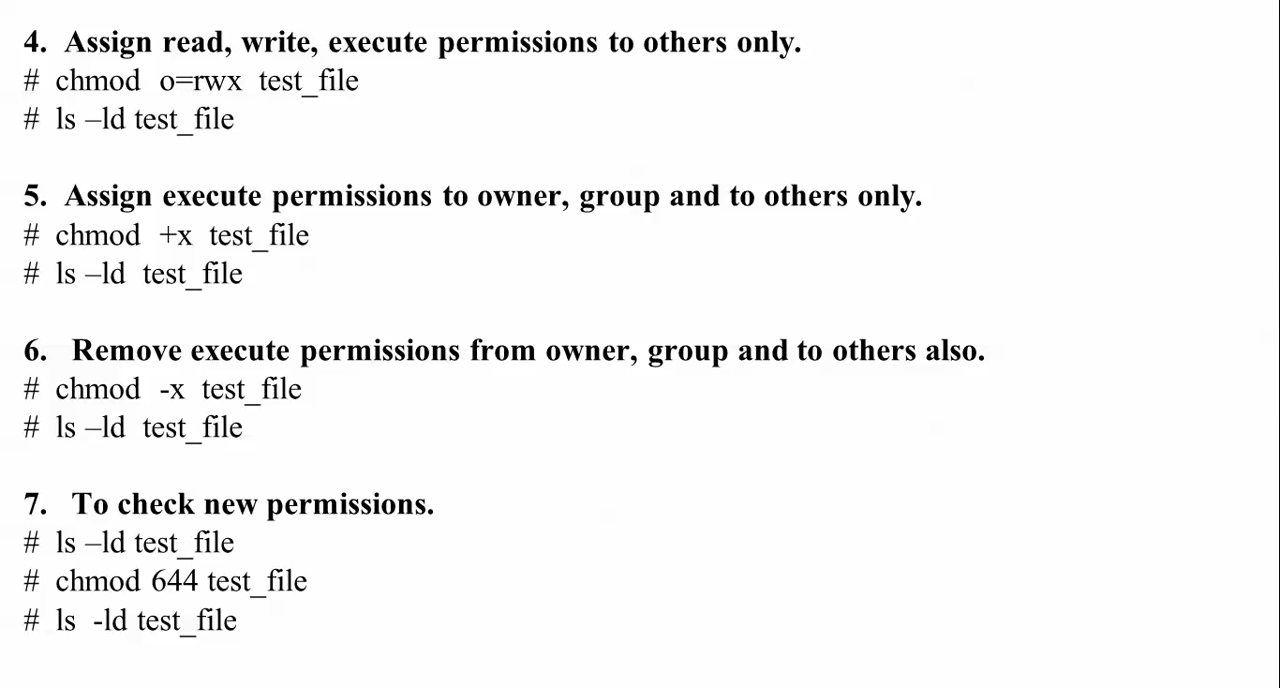 4. Assign read, write, execute permissions to others only.
# chmod o=rwx test_file
# ls –ld test_file
5. Assign execute permissions to owner, group and to others only.
# chmod +x test_file
# ls –ld test_file
6. Remove execute permissions from owner, group and to others also.
# chmod -x test_file
# ls –ld test_file
7. To check new permissions.
# ls –ld test_file
# chmod 644 test_file
# ls -ld test_file